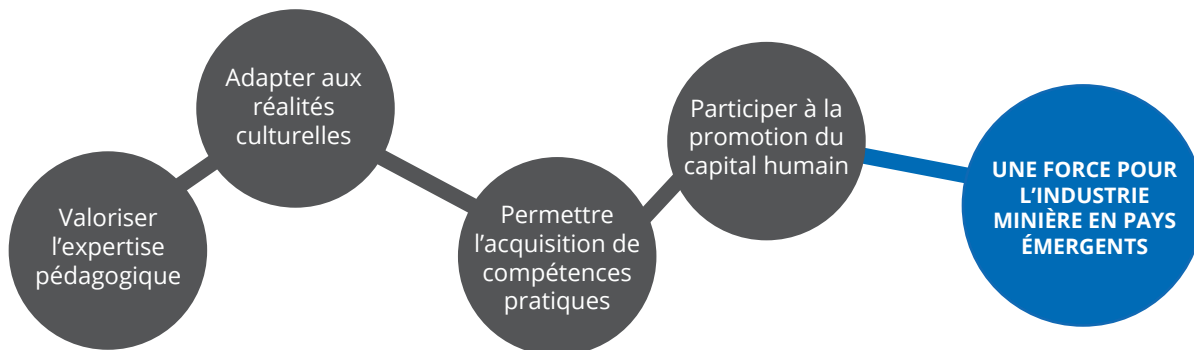 Valoriser
l’expertise
pédagogique
Adapter aux
réalités
culturelles
Permettre
l’acquisition de
compétences
pratiques
Participer à la
promotion du
capital humain
UNE FORCE POUR
L’INDUSTRIE
MINIÈRE EN PAYS
ÉMERGENTS